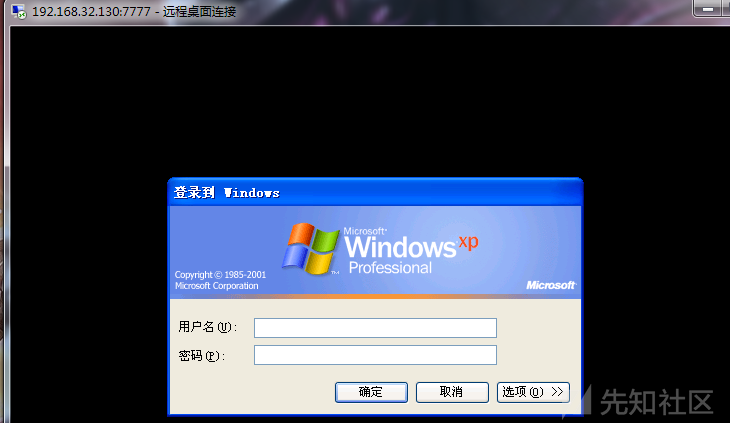 192.168.32.130:7777 - 远程桌面连接
登录到 Windows
Microsoft®
Windows xp
Professional
™
Copyright © 1985-2001
Microsoft Corporation
Microsoft®
用户名(U):
密码(P):
确定
取消
选项(O) >>
先知社区